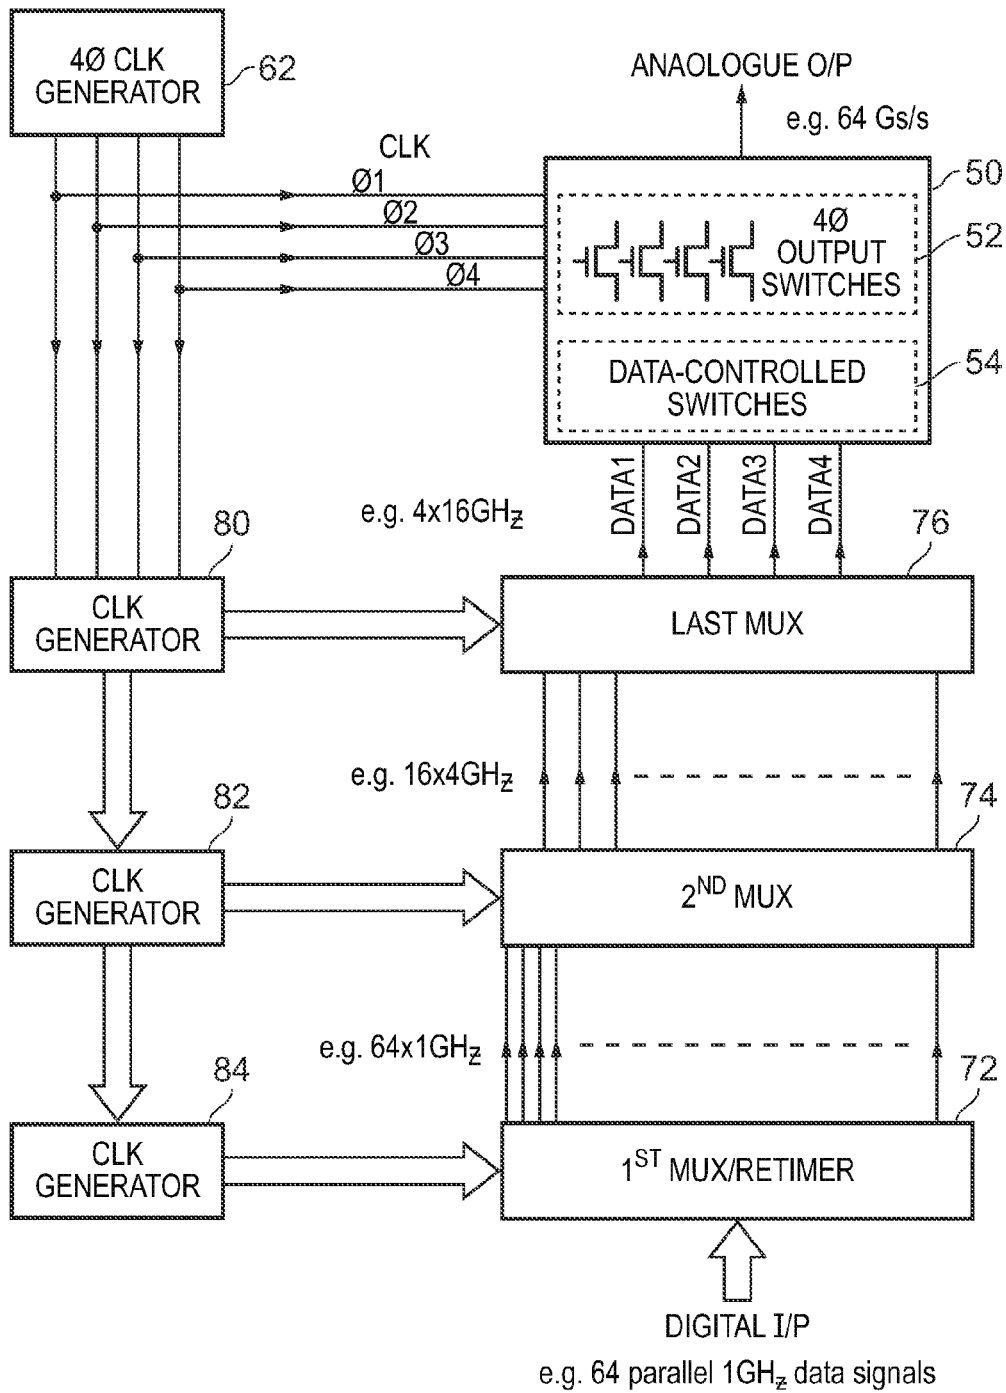 4Ø CLK
GENERATOR
62
ANAOLOGUE O/P
e.g. 64 Gs/s
CLK
Ø1
Ø2
Ø3
Ø4
50
4Ø
OUTPUT
SWITCHES
52
DATA-CONTROLLED
SWITCHES
54
DATA1
DATA2
DATA3
DATA4
e.g. 4x16GHz
80
CLK
GENERATOR
76
LAST MUX
e.g. 16x4GHz
82
CLK
GENERATOR
74
2ND MUX
e.g. 64x1GHz
84
CLK
GENERATOR
72
1ST MUX/RETIMER
DIGITAL I/P
e.g. 64 parallel 1GHz data signals